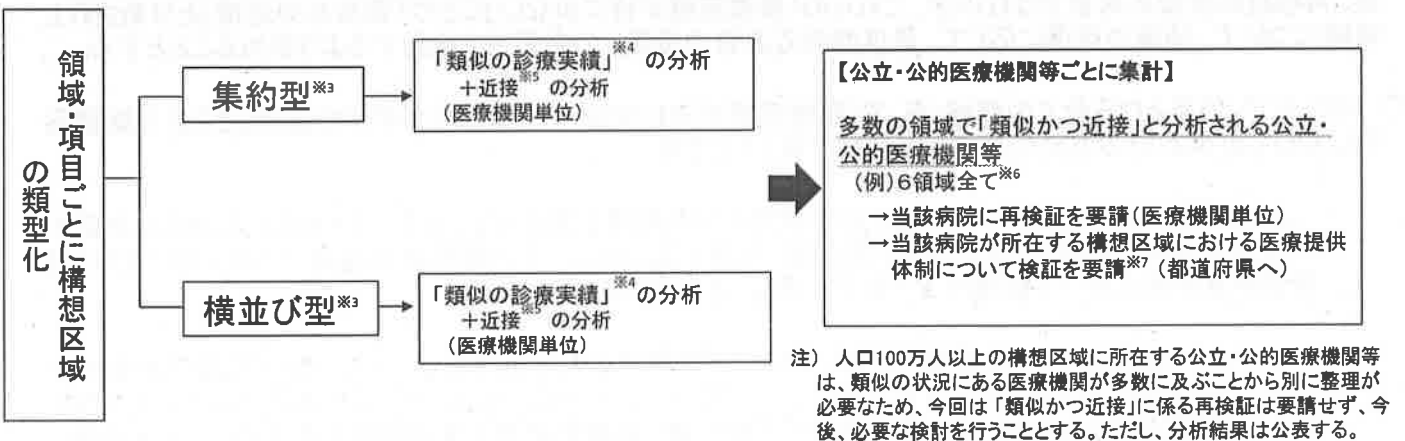 領域・項目ごとに構想区域
の類型化
集約型※3
「類似の診療実績」※4 の分析
＋近接※5 の分析
(医療機関単位)
横並び型※3
「類似の診療実績」※4の分析
＋近接※5 の分析
(医療機関単位)
【公立・公的医療機関等ごとに集計】
多数の領域で「類似かつ近接」と分析される公立・
公的医療機関等
(例)６領域全て※6
→当該病院に再検証を要請(医療機関単位)
→当該病院が所在する構想区域における医療提供
体制について検証を要請※7 (都道府県へ)
注) 人口100万人以上の構想区域に所在する公立・公的医療機関等
は、類似の状況にある医療機関が多数に及ぶことから別に整理が
必要なため、今回は「類似かつ近接」に係る再検証は要請せず、今
後、必要な検討を行うこととする。ただし、分析結果は公表する。